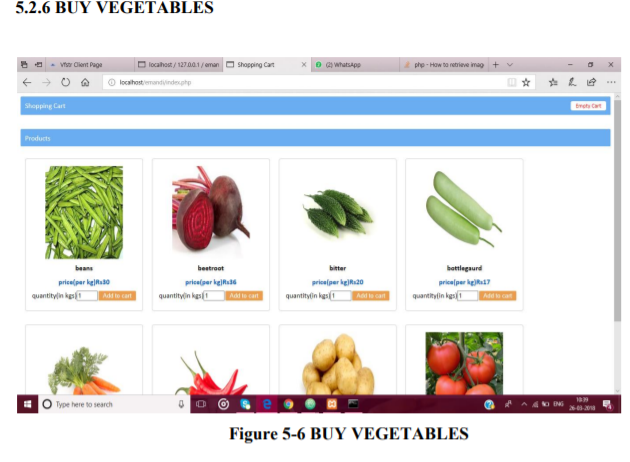 5.2.6 BUY VEGETABLES
Vfstr Client Page
localhost / 127.0.0.1 / eman
Shopping Cart
(2) WhatsApp
php - How to retrieve imag
localhost/emandi/index.php
Shopping Cart
Empty Cart
Products
beans
beetroot
bitter
bottlegaurd
price(per kg)Rs30
price(per kg)Rs36
price(per kg)Rs20
price(per kg)Rs17
quantity(in kgs) 1 Add to cart
quantity(in kgs) 1 Add to cart
quantity(in kgs) 1 Add to cart
quantity(in kgs) 1 Add to cart
Type here to search
ENG
10:39
26-03-2018
Figure 5-6 BUY VEGETABLES